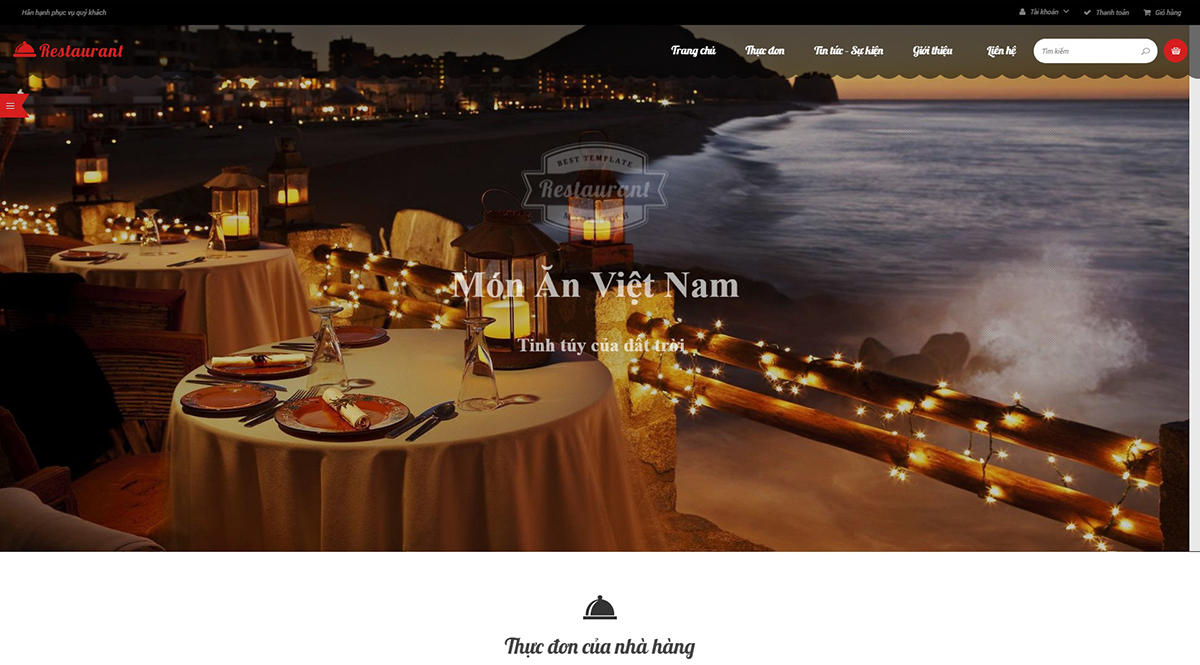 Hân hạnh phục vụ quý khách
Tài khoản
Thanh toán
Giỏ hàng
Restaurant
Trang chủ
Thực đơn
Tin tức - Sự kiện
Giới thiệu
Liên hệ
Tìm kiếm
BEST TEMPLATE
Restaurant
Món Ăn Việt Nam
Tinh túy của đất trời
Thực đơn của nhà hàng